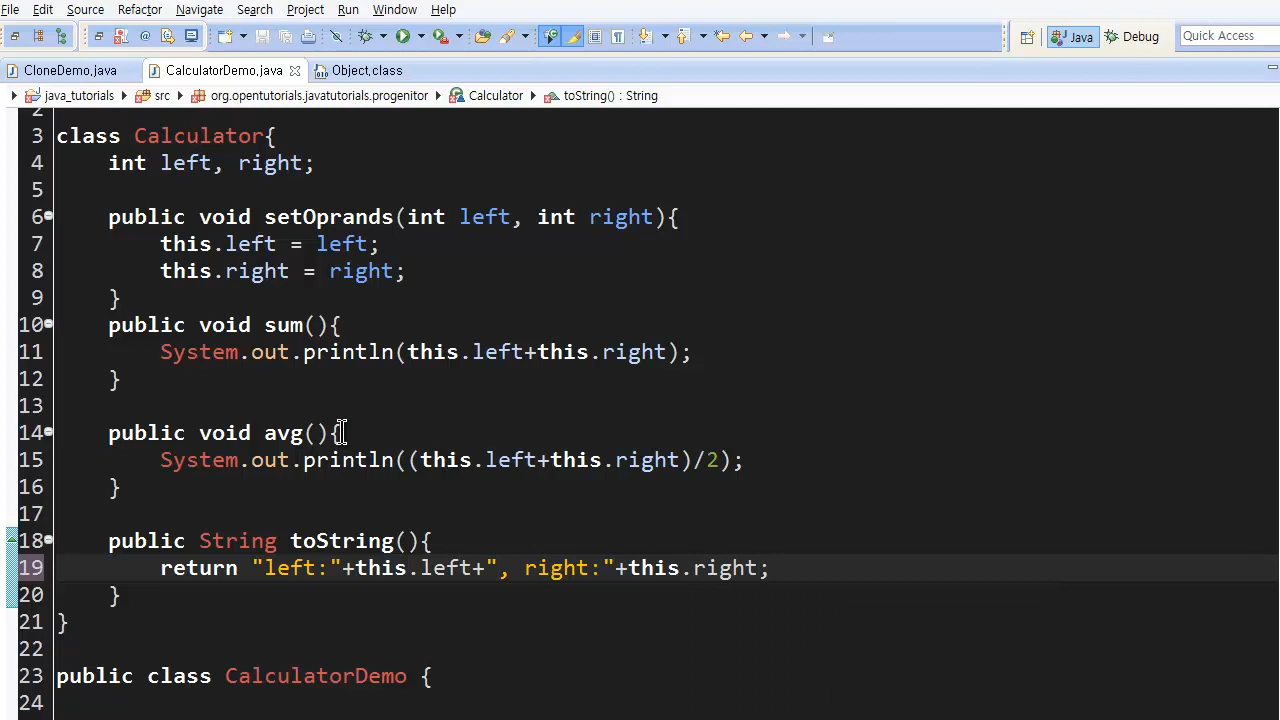 File Edit Source Refactor Navigate Search Project Run Window Help
Java Debug Quick Access
CloneDemo.java CalculatorDemo.java Object.class
java_tutorials src org.opentutorials.javatutorials.progenitor Calculator toString() : String
2
3 class Calculator{
4 int left, right;
5
6 public void setOprands(int left, int right){
7 this.left = left;
8 this.right = right;
9 }
10 public void sum(){
11 System.out.println(this.left+this.right);
12 }
13
14 public void avg(){
15 System.out.println((this.left+this.right)/2);
16 }
17
18 public String toString(){
19 return "left:"+this.left+", right:"+this.right;
20 }
21 }
22
23 public class CalculatorDemo {
24